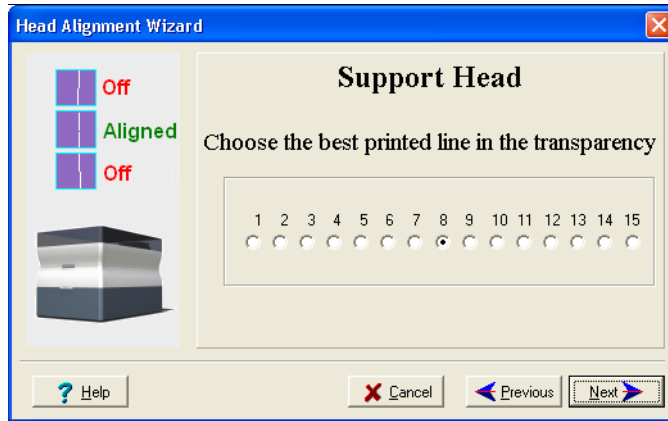 Head Alignment Wizard
Off
Aligned
Off
Support Head
Choose the best printed line in the transparency
1 2 3 4 5 6 7 8 9 10 11 12 13 14 15
? Help
Cancel
Previous
Next